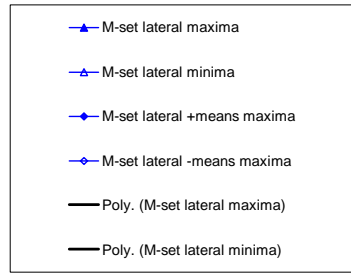 M-set lateral maxima
M-set lateral minima
M-set lateral +means maxima
M-set lateral -means maxima
Poly. (M-set lateral maxima)
Poly. (M-set lateral minima)